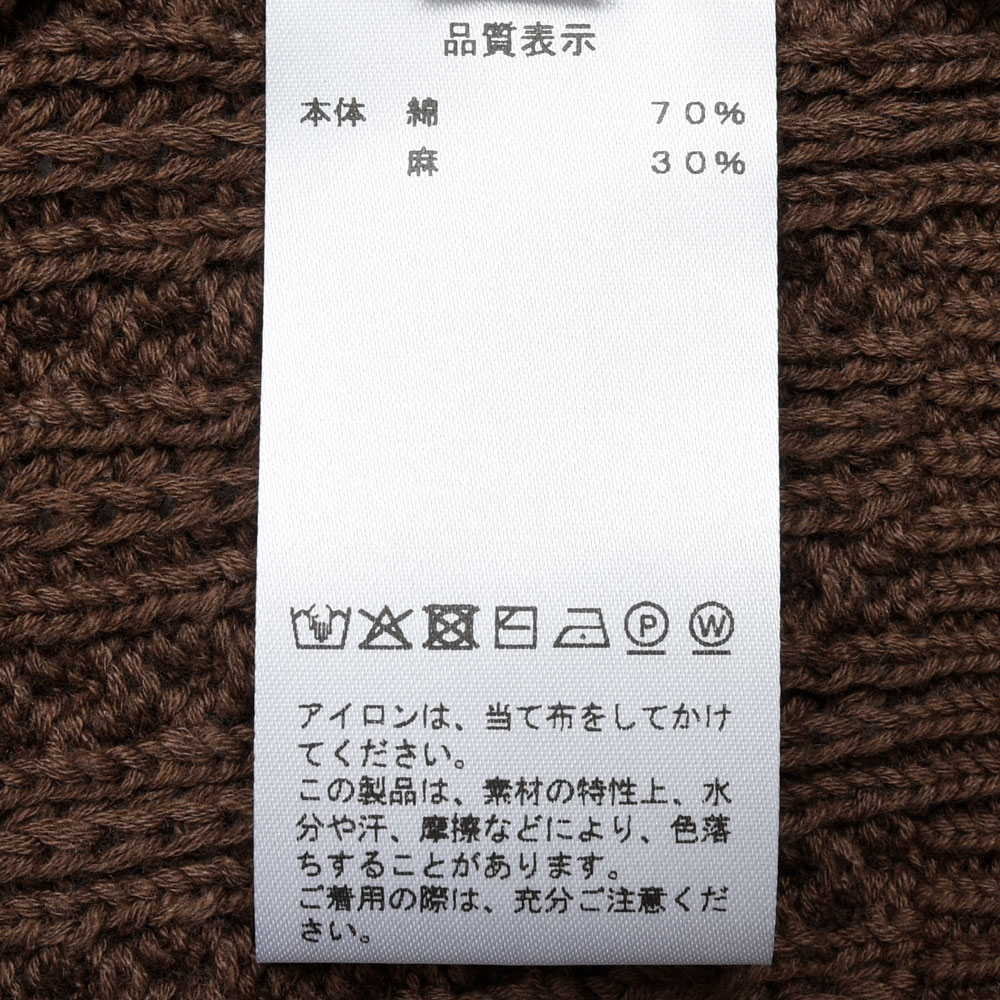 品質表示
本体 綿 70%
麻 30%
P W
アイロンは、当て布をしてかけ
てください。
この製品は、素材の特性上、水
分や汗、摩擦などにより、色落
ちすることがあります。
ご着用の際は、充分ご注意くだ
さい。